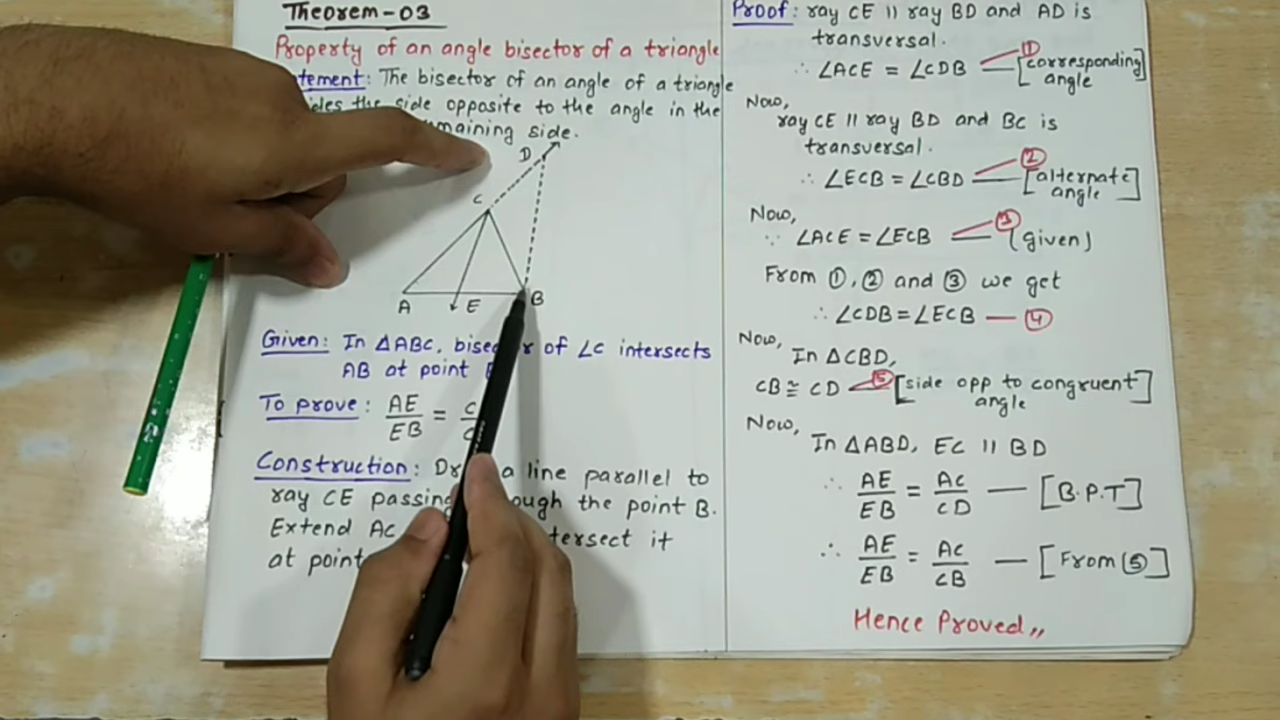 Theorem-03
Property of an angle bisector of a triangle
tement: The bisector of an angle of a triangle
the side opposite to the angle in the
maining side.
D
C
A
E
B
Given: In ΔABC, of ∠C intersects
AB at point
To prove: AE/EB =
Construction: a line parallel to
ray CE passing the point B.
Extend AC it
at point
Proof: ray CE || ray BD and AD is
transversal.
∴ ∠ACE = ∠CDB — ① [corresponding angle]
Now,
ray CE || ray BD and BC is
transversal.
∴ ∠ECB = ∠CBD — ② [alternate angle]
Now,
∵ ∠ACE = ∠ECB — ③ (given)
From ①, ② and ③ we get
∴ ∠CDB = ∠ECB — ④
Now,
In ΔCBD,
CB ≅ CD — ⑤ [side opp to congruent angle]
Now,
In ΔABD, EC || BD
∴ AE/EB = AC/CD — [B.P.T]
∴ AE/EB = AC/CB — [From ⑤]
Hence Proved,,